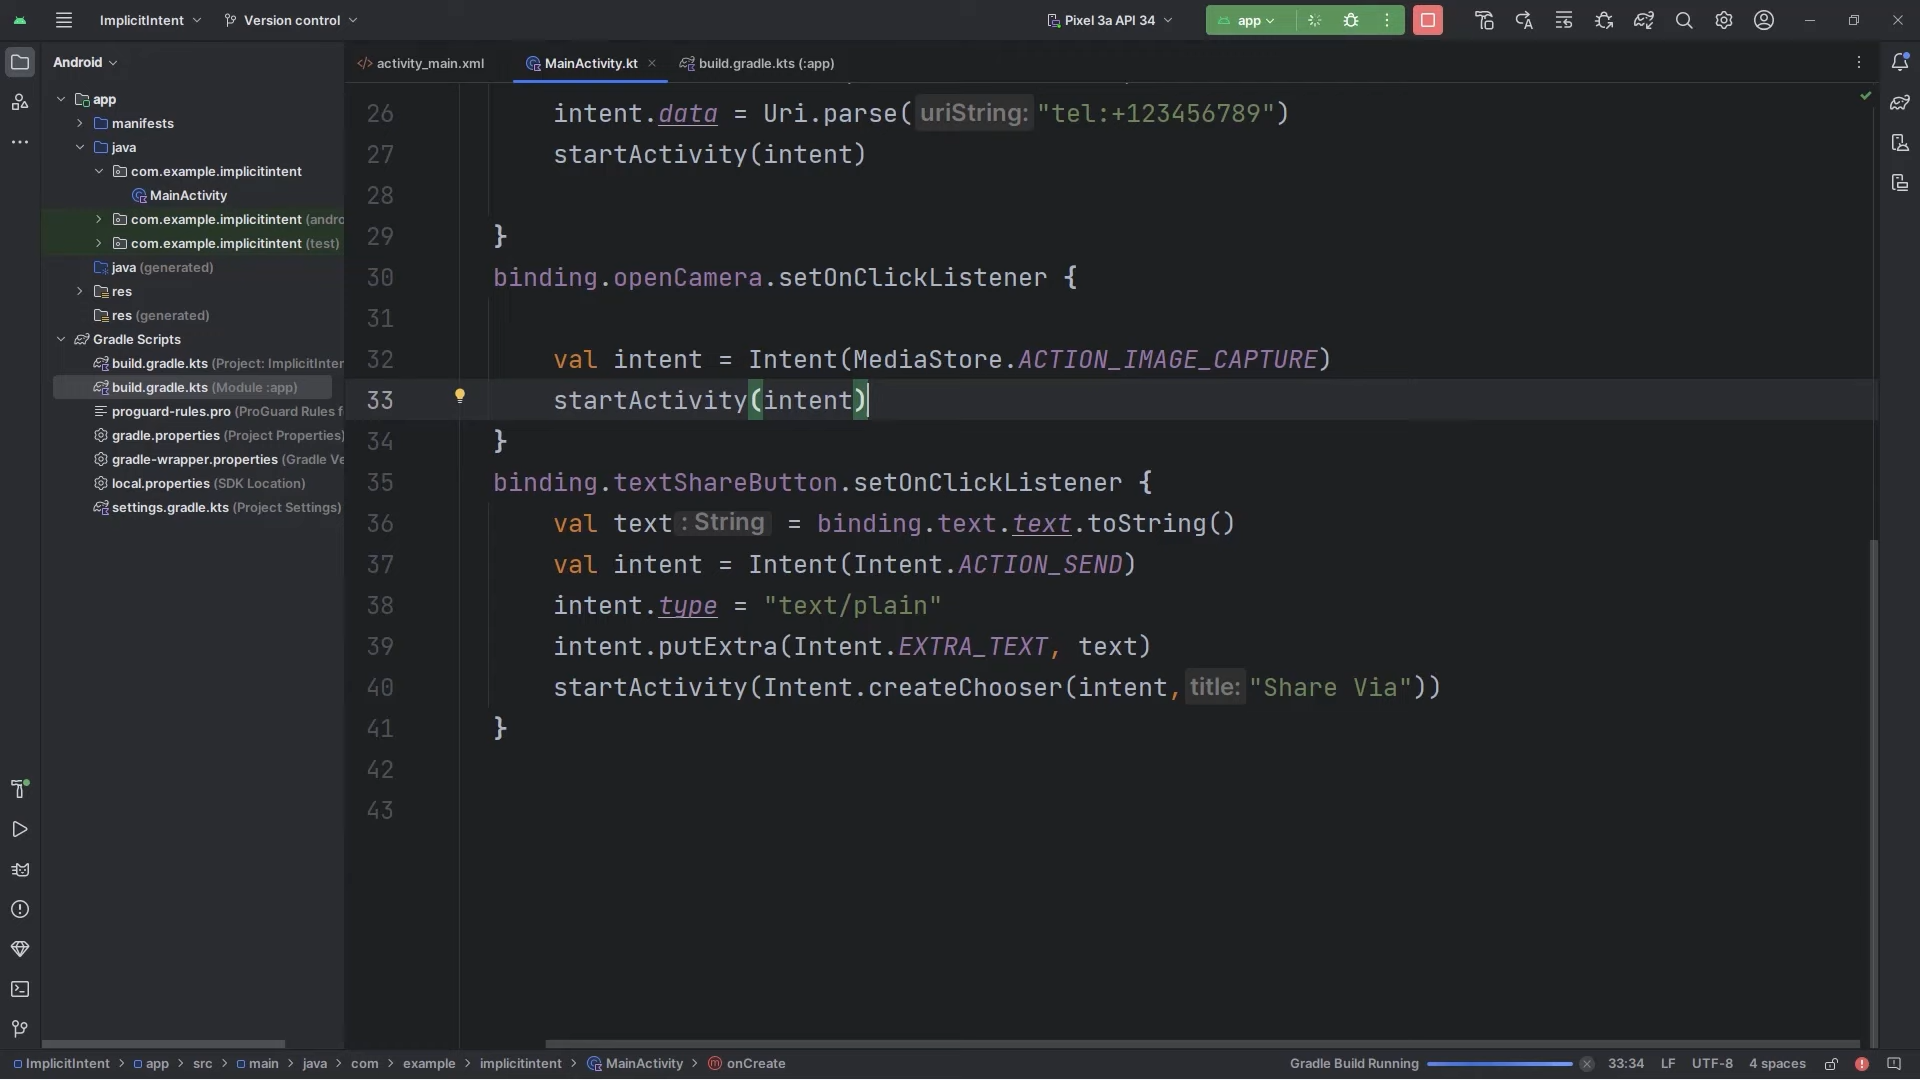 ImplicitIntent
Version control
Pixel 3a API 34
app
Android
activity_main.xml
MainActivity.kt
build.gradle.kts (:app)
app
manifests
java
com.example.implicitintent
MainActivity
com.example.implicitintent (andro
com.example.implicitintent (test)
java (generated)
res
res (generated)
Gradle Scripts
build.gradle.kts (Project: ImplicitInter
build.gradle.kts (Module :app)
proguard-rules.pro (ProGuard Rules f
gradle.properties (Project Properties)
gradle-wrapper.properties (Gradle Ve
local.properties (SDK Location)
settings.gradle.kts (Project Settings)
26 intent.data = Uri.parse( uriString: "tel:+123456789")
27 startActivity(intent)
28
29 }
30 binding.openCamera.setOnClickListener {
31
32 val intent = Intent(MediaStore.ACTION_IMAGE_CAPTURE)
33 startActivity(intent)
34 }
35 binding.textShareButton.setOnClickListener {
36 val text : String = binding.text.text.toString()
37 val intent = Intent(Intent.ACTION_SEND)
38 intent.type = "text/plain"
39 intent.putExtra(Intent.EXTRA_TEXT, text)
40 startActivity(Intent.createChooser(intent, title: "Share Via"))
41 }
42
43
ImplicitIntent > app > src > main > java > com > example > implicitintent > MainActivity > onCreate
Gradle Build Running
33:34 LF UTF-8 4 spaces